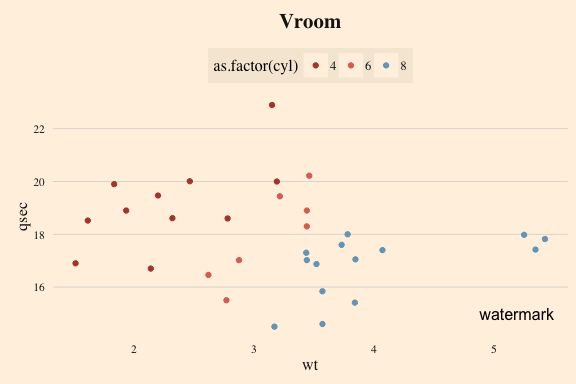 Vroom
as.factor(cyl) 4 6 8
22
20
18
16
qsec
watermark
2 3 4 5
wt